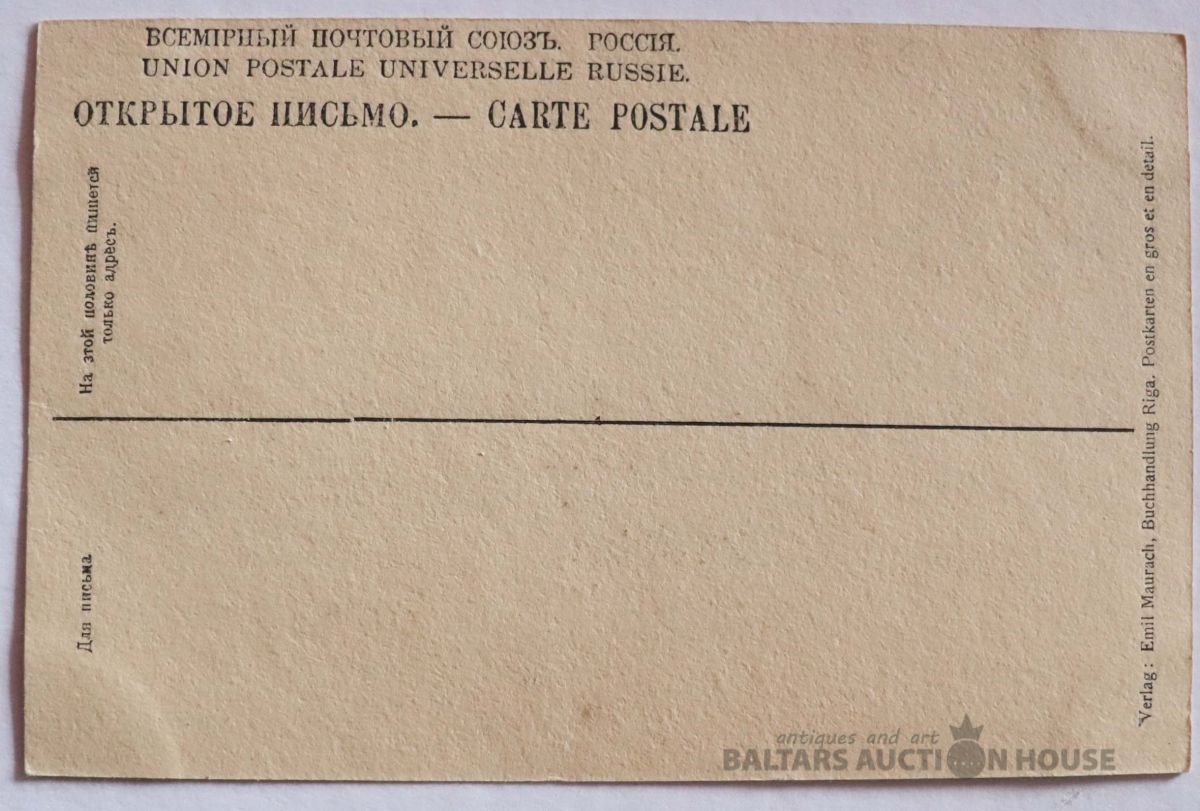 ВСЕМІРНЫЙ ПОЧТОВЫЙ СОЮЗЪ. РОССІЯ.
UNION POSTALE UNIVERSELLE RUSSIE.
ОТКРЫТОЕ ПИСЬМО. — CARTE POSTALE
На этой половинѣ пишется
только адресъ.
Для письма
Verlag: Emil Maurach, Buchhandlung Riga. Postkarten en gros et en detail.
antiques and art
BALTARS AUCTION HOUSE